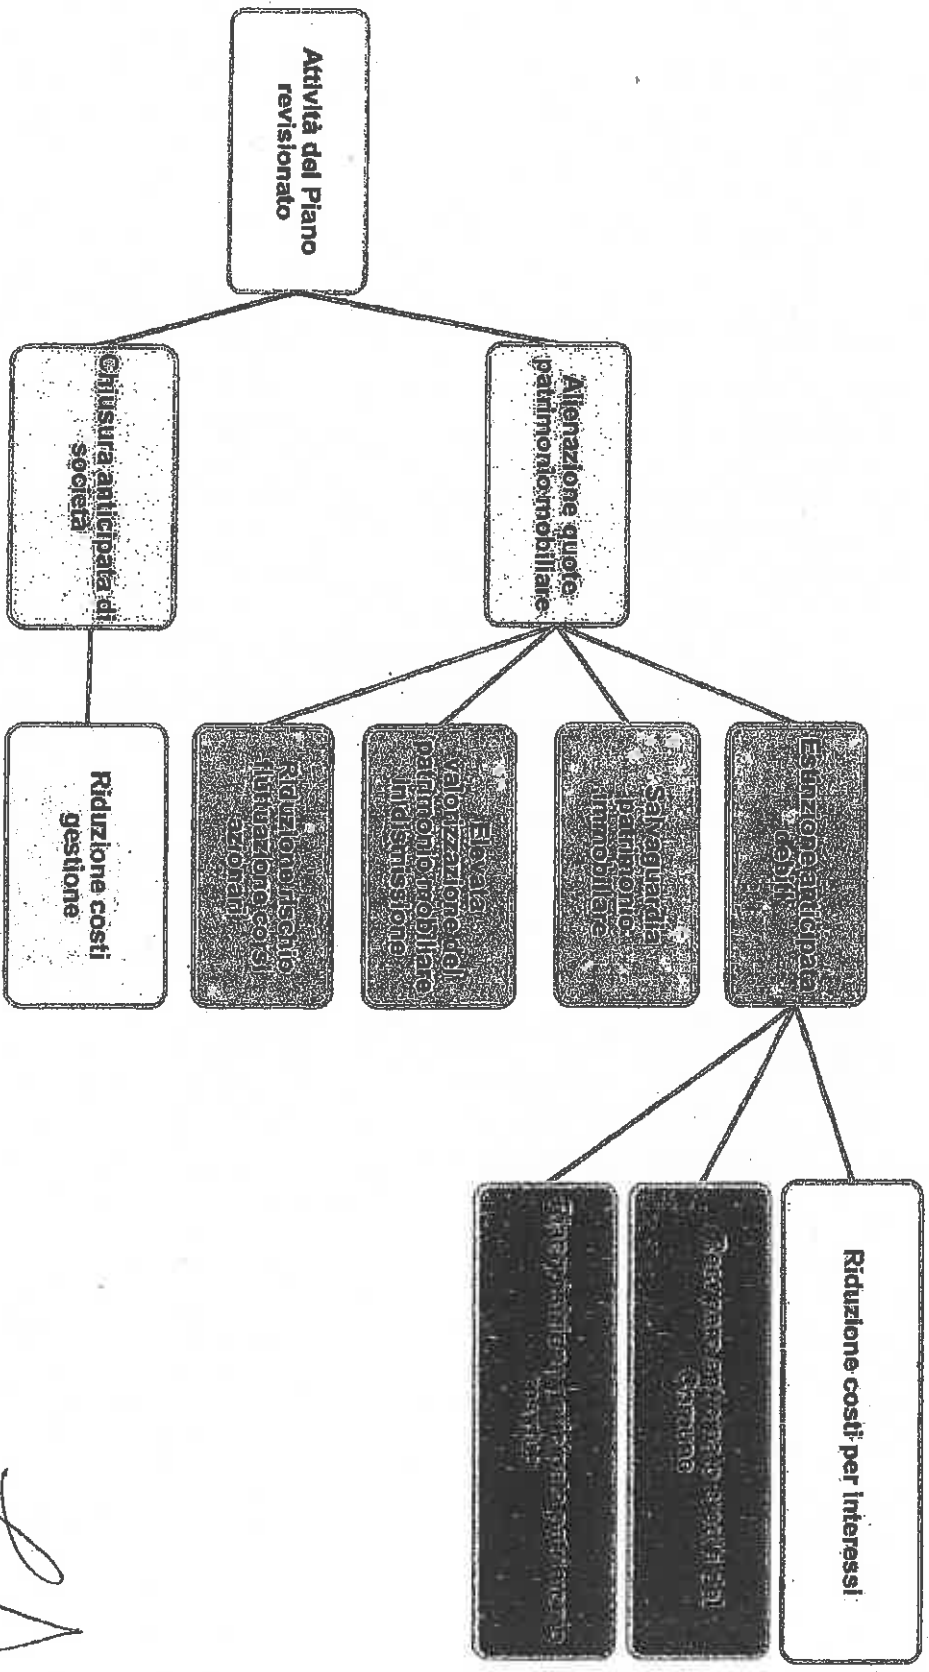 Attività del Piano
revisionato
Alienazione quote
patrimonio mobiliare
Chiusura anticipata di
società
Estinzione anticipata
debiti
Salvaguardia
patrimonio
immobiliare
Elevata
valorizzazione del
patrimonio mobiliare
in dismissione
Riduzione rischio
fluttuazione corsi
azionari
Riduzione costi
gestione
Riduzione costi per interessi
Comune